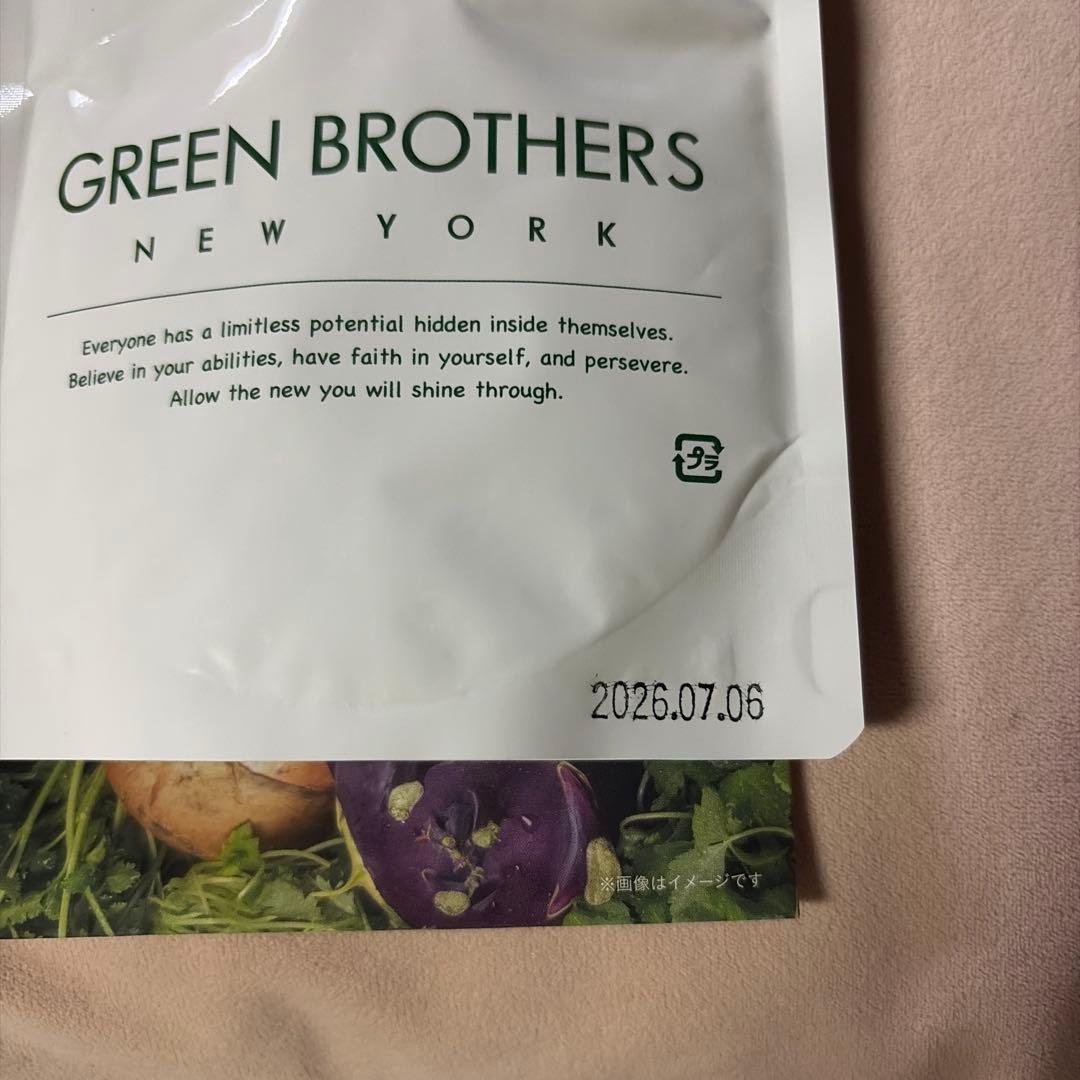 GREEN BROTHERS
NEW YORK
Everyone has a limitless potential hidden inside themselves.
Believe in your abilities, have faith in yourself, and persevere.
Allow the new you will shine through.
プラ
2026.07.06
※画像はイメージです